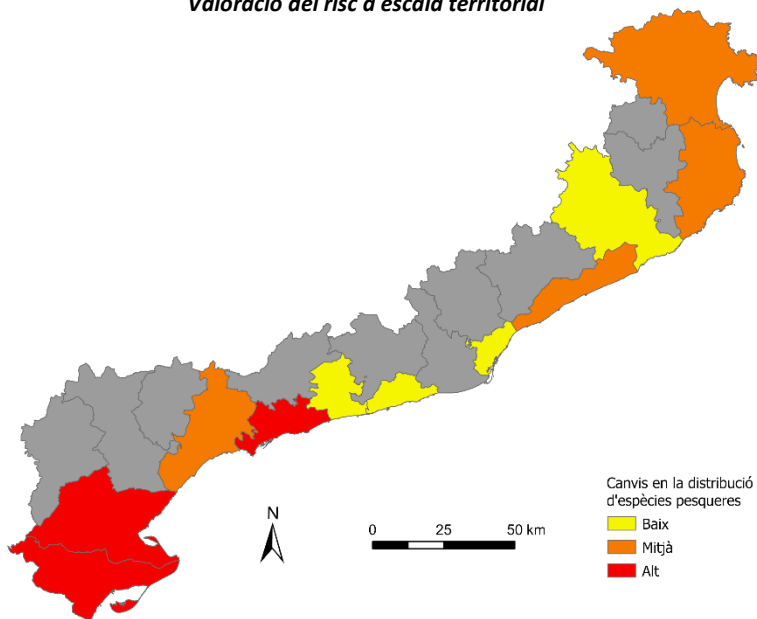 Valoració del risc a escala territorial
N
0 25 50 km
Canvis en la distribució
d'espècies pesqueres
Baix
Mitjà
Alt